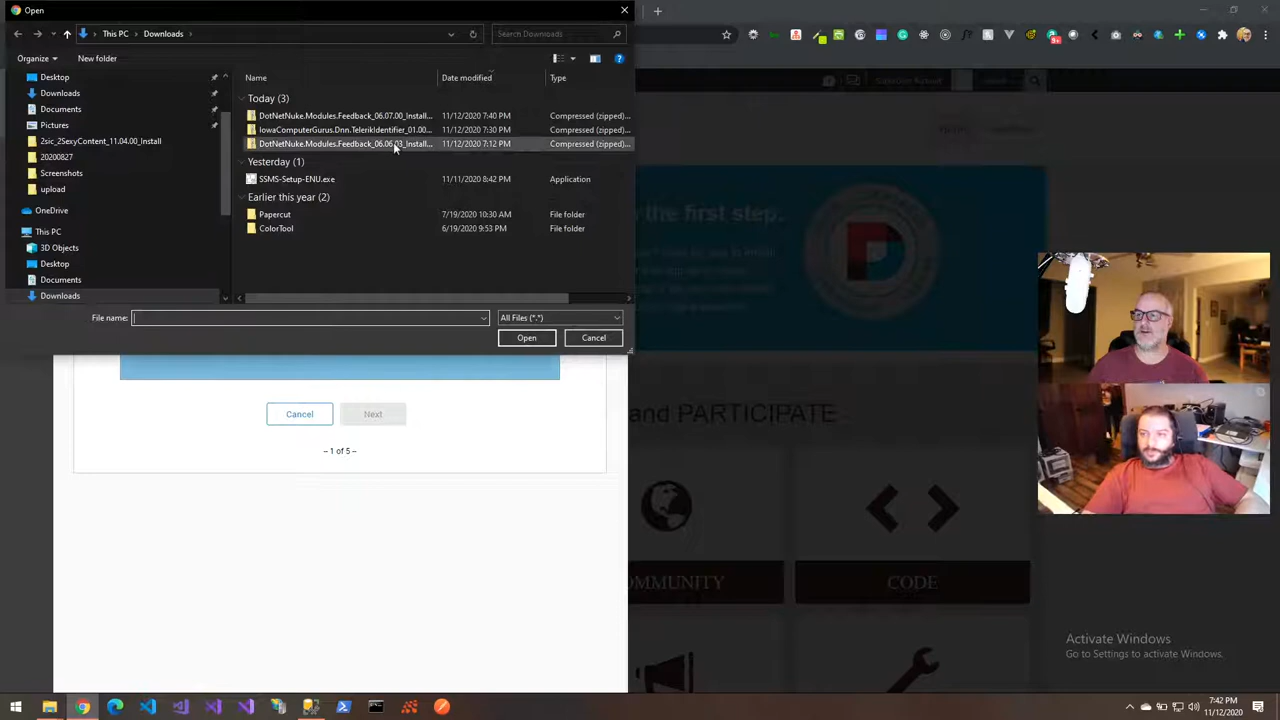 Open
This PC
Downloads
Search Downloads
Organize
New folder
Desktop
Downloads
Documents
Pictures
2sic_2SexyContent_11.04.00_Install
20200827
Screenshots
upload
OneDrive
This PC
3D Objects
Desktop
Documents
Downloads
Name
Date modified
Type
Today (3)
DotNetNuke.Modules.Feedback_06.07.00_Install... 11/12/2020 7:40 PM Compressed (zipped)...
IowaComputerGurus.Dnn.TelerikIdentifier_01.00... 11/12/2020 7:30 PM Compressed (zipped)...
DotNetNuke.Modules.Feedback_06.06.03_Install... 11/12/2020 7:12 PM Compressed (zipped)...
Yesterday (1)
SSMS-Setup-ENU.exe 11/11/2020 8:42 PM Application
Earlier this year (2)
Papercut 7/19/2020 10:30 AM File folder
ColorTool 6/19/2020 9:53 PM File folder
File name:
All Files (*.*)
Open
Cancel
the first step;
Cancel
Next
-- 1 of 5 --
and PARTICIPATE
OMMUNITY
CODE
Activate Windows
Go to Settings to activate Windows.
7:42 PM
11/12/2020